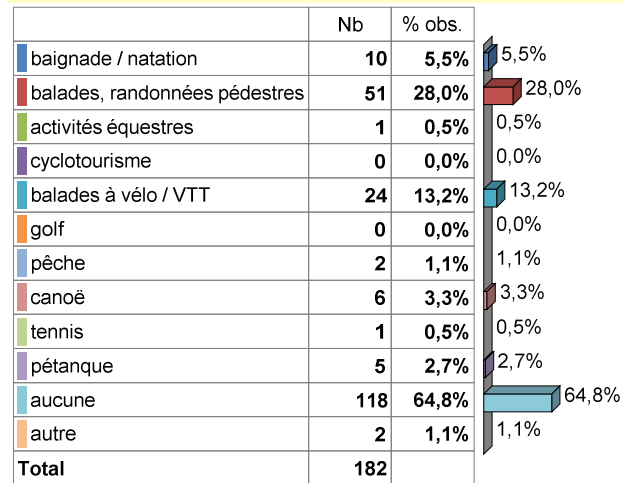 Nb % obs.
baignade / natation 10 5,5% 5,5%
balades, randonnées pédestres 51 28,0% 28,0%
activités équestres 1 0,5% 0,5%
cyclotourisme 0 0,0% 0,0%
balades à vélo / VTT 24 13,2% 13,2%
golf 0 0,0% 0,0%
pêche 2 1,1% 1,1%
canoë 6 3,3% 3,3%
tennis 1 0,5% 0,5%
pétanque 5 2,7% 2,7%
aucune 118 64,8% 64,8%
autre 2 1,1% 1,1%
Total 182